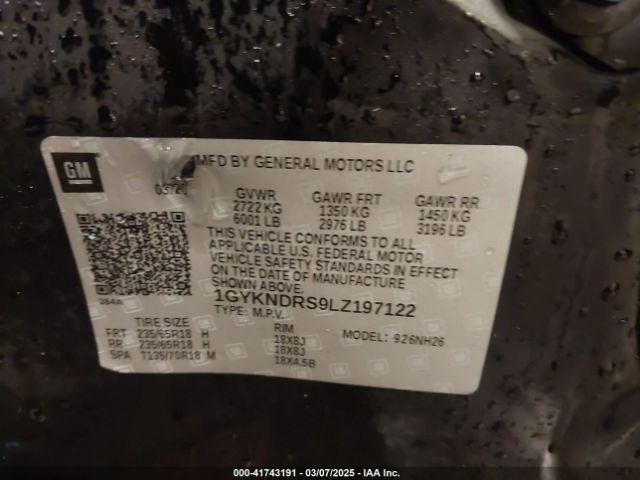 GM
MFD BY GENERAL MOTORS LLC
03/20
GVWR GAWR FRT GAWR RR
2722 KG 1350 KG 1450 KG
6001 LB 2976 LB 3196 LB
THIS VEHICLE CONFORMS TO ALL
APPLICABLE U.S. FEDERAL MOTOR
VEHICLE SAFETY STANDARDS IN EFFECT
ON THE DATE OF MANUFACTURE
SHOWN ABOVE.
384A
1GYKNDRS9LZ197122
TYPE: M.P.V.
TIRE SIZE RIM MODEL: 926NH26
FRT 235/65R18 H 18X8J
RR 235/65R18 H 18X8J
SPA T135/70R18 M 18X4.5B
000-41743191 - 03/07/2025 - IAA Inc.